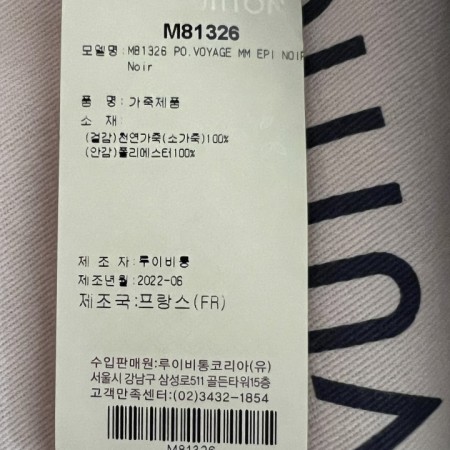 M81326
모델명:M81326 PO.VOYAGE MM EPI NOIR
Noir
품 명:가죽제품
소 재:
(겉감)천연가죽(소가죽)100%
(안감)폴리에스터100%
제 조 자:루이비통
제조년월:2022-06
제조국:프랑스(FR)
수입판매원:루이비통코리아(유)
서울시 강남구 삼성로511 골든타워15층
고객만족센터:(02)3432-1854
M81326